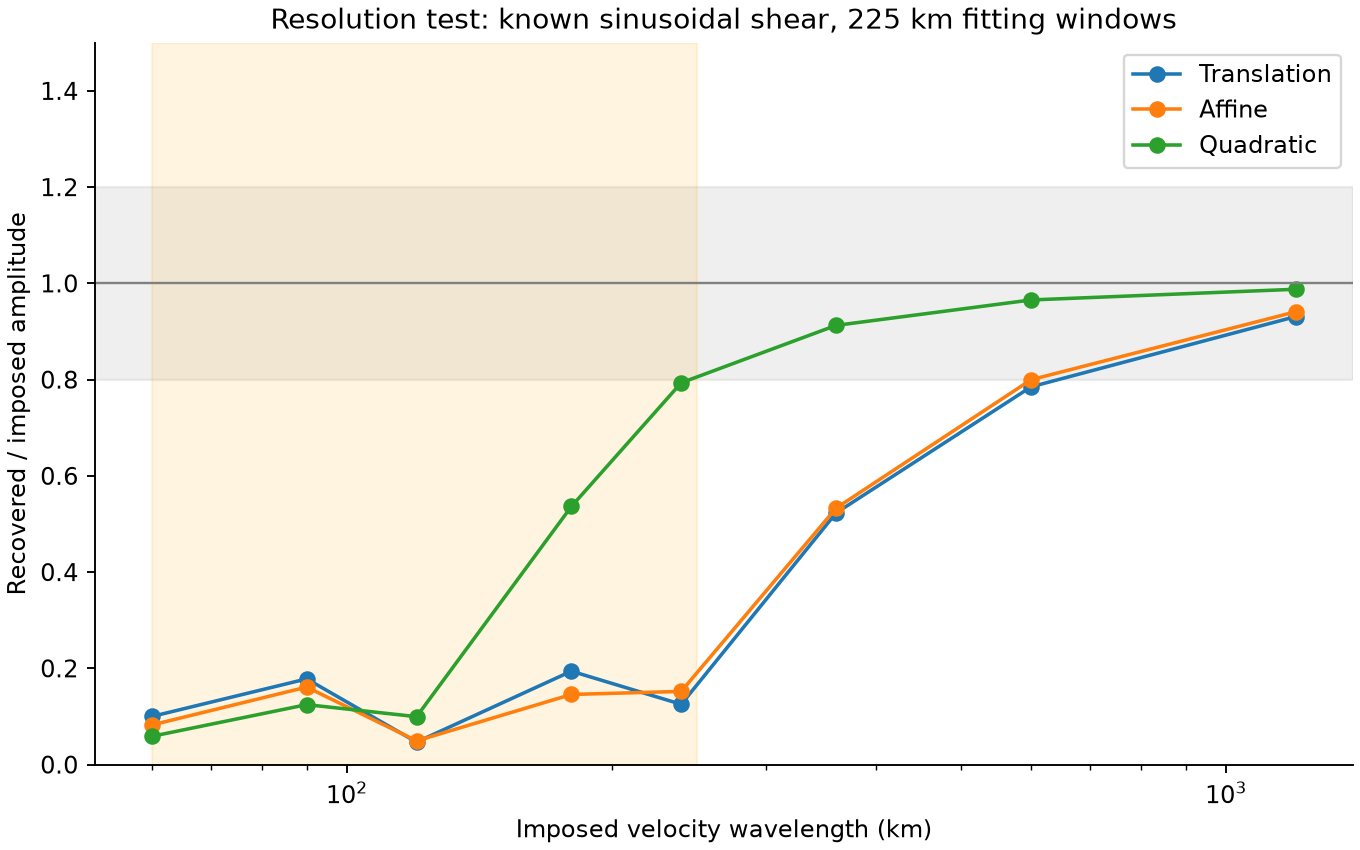 Resolution test: known sinusoidal shear, 225 km fitting windows
Translation
Affine
Quadratic
Recovered / imposed amplitude
1.4
1.2
1.0
0.8
0.6
0.4
0.2
0.0
10²
10³
Imposed velocity wavelength (km)